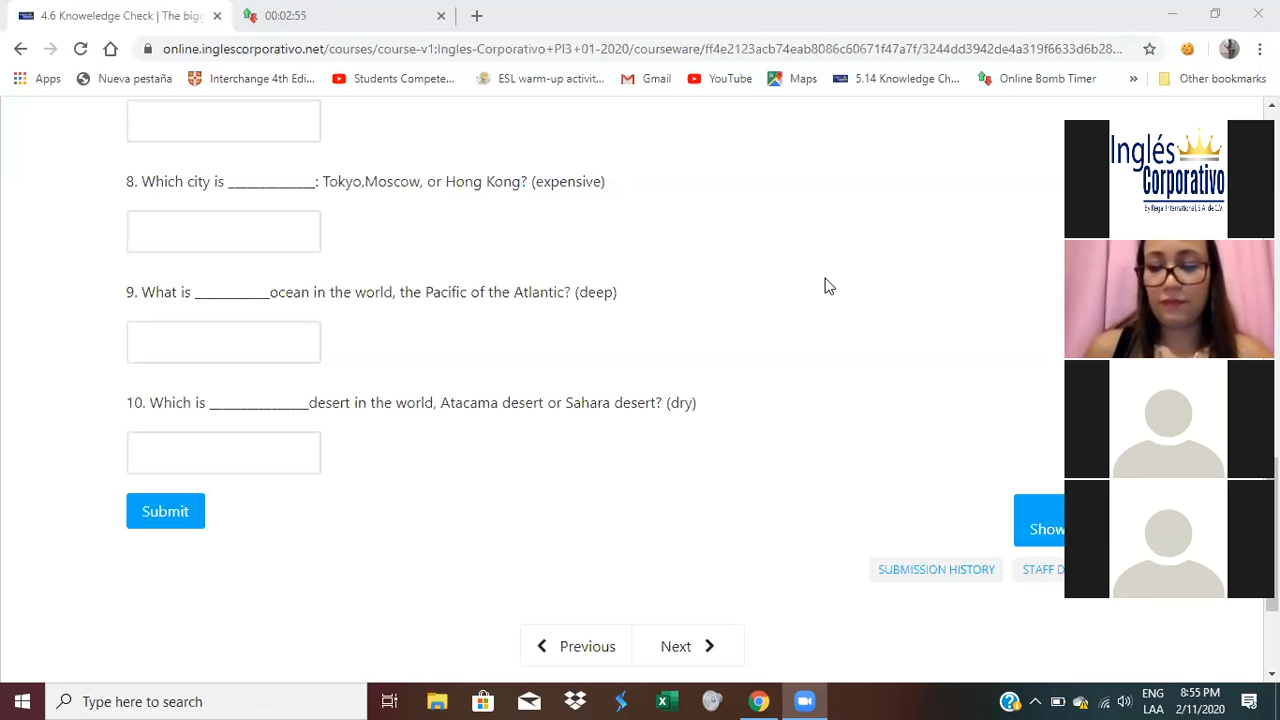 4.6 Knoweledge Check | The bigg
00:02:55
online.inglescorporativo.net/courses/course-v1:Ingles-Corporativo+PI3+01-2020/courseware/ff4e2123acb74eab8086c60671f47a7f/3244dd3942de4a319f6633d6b28...
Apps
Nueva pestaña
Interchange 4th Edi...
Students Compete...
ESL warm-up activit...
Gmail
YouTube
Maps
5.14 Knowledge Ch...
Online Bomb Timer
»
Other bookmarks
8. Which city is ____________: Tokyo,Moscow, or Hong Kong? (expensive)
9. What is __________ocean in the world, the Pacific of the Atlantic? (deep)
10. Which is ______________desert in the world, Atacama desert or Sahara desert? (dry)
Submit
Show
SUBMISSION HISTORY
STAFF D
Previous
Next
Inglés
Corporativo
Type here to search
ENG
LAA
8:55 PM
2/11/2020